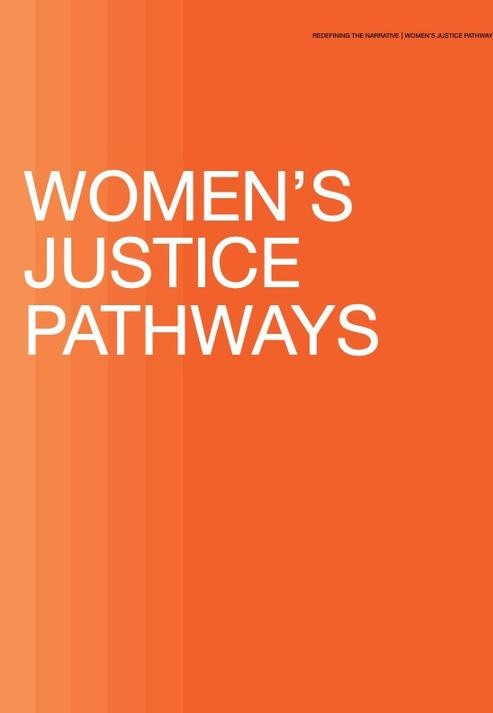 REDEFINING THE NARRATIVE | WOMEN'S JUSTICE PATHWAY
WOMEN’S
JUSTICE
PATHWAYS